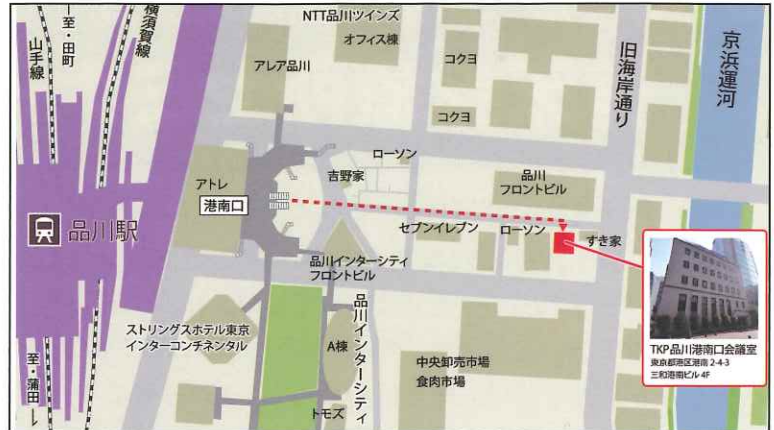 NTT品川ツインズ
オフィス棟
アレア品川
コクヨ
コクヨ
旧海岸通り
京浜運河
至・田町
山手線
横須賀線
ローソン
吉野家
品川
フロントビル
アトレ
港南口
品川駅
セブンイレブン
ローソン
すき家
品川インターシティ
フロントビル
ストリングスホテル東京
インターコンチネンタル
A棟
品川インターシティ
中央卸売市場
食肉市場
トモズ
至・蒲田
TKP品川港南口会議室
東京都港区港南 2-4-3
三和港南ビル 4F